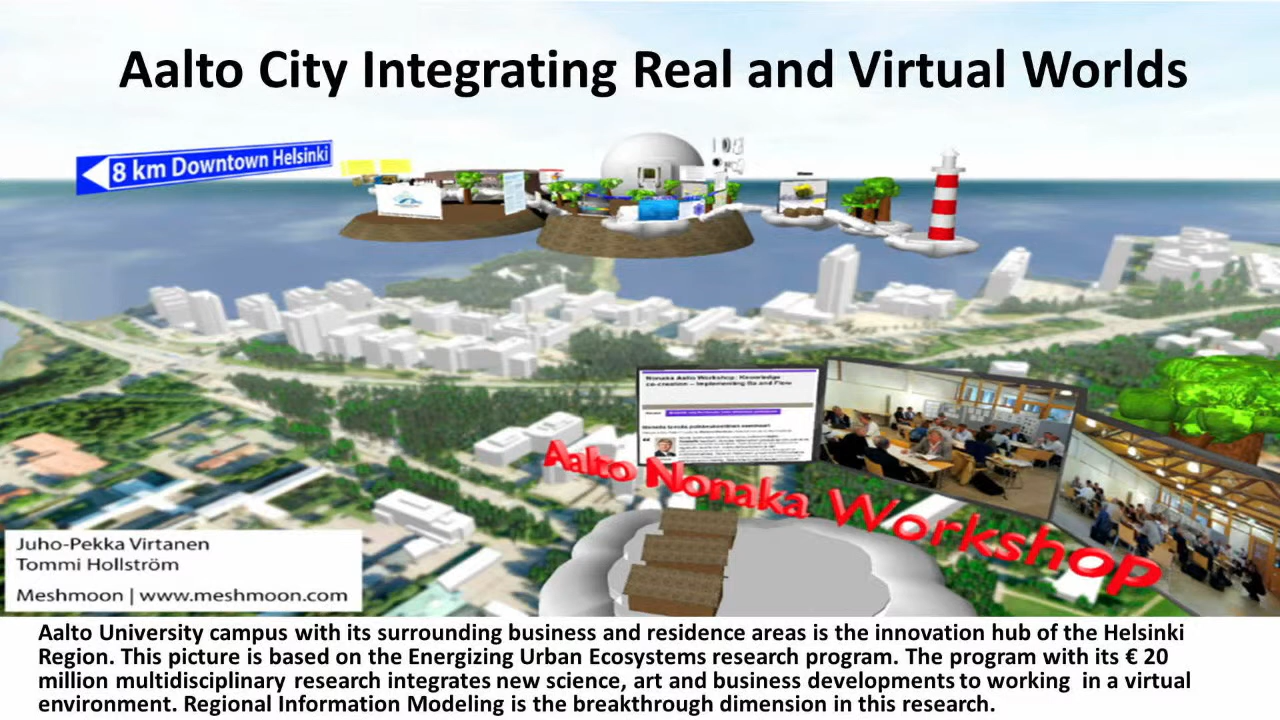 Aalto City Integrating Real and Virtual Worlds
8 km Downtown Helsinki
Nonaka Aalto Workshop: Knowledge
co-creation – Implementing Ba and Flow
Aalto Nonaka Workshop
Juho-Pekka Virtanen
Tommi Hollström
Meshmoon | www.meshmoon.com
Aalto University campus with its surrounding business and residence areas is the innovation hub of the Helsinki
Region. This picture is based on the Energizing Urban Ecosystems research program. The program with its € 20
million multidisciplinary research integrates new science, art and business developments to working in a virtual
environment. Regional Information Modeling is the breakthrough dimension in this research.